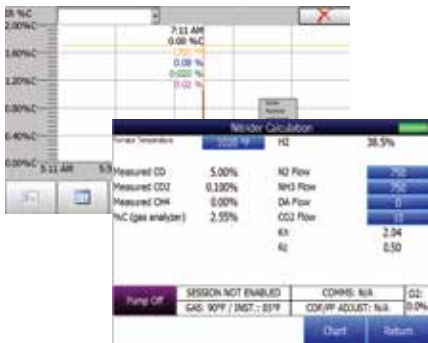 IR %C
2.00%C
7:11 AM
0.00 %C
0.09 %
0.020 %
0.02 %
1.60%C
1.20%C
0.80%C
0.40%C
0.00%C 5:11 AM
Nitrider Calculation
Furnace Temperature 1020 °F H2 38.5%
Measured CO 5.00% N2 Flow 750
Measured CO2 0.100% NH3 Flow 750
Measured CH4 0.00% DA Flow 0
%C (gas analyzer) 2.55% CO2 Flow 10
Kn 2.04
Kc 0.50
Pump Off
SESSION NOT ENABLED COMMS: N/A O2:
GAS: 90°F / INST.: 85°F COF/PF ADJUST: N/A 0.0%
Chart Return